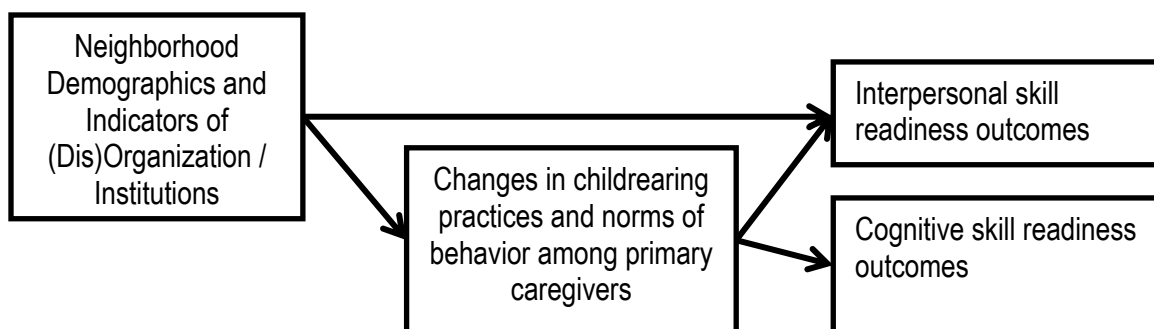 Neighborhood
Demographics and
Indicators of
(Dis)Organization /
Institutions
Changes in childrearing
practices and norms of
behavior among primary
caregivers
Interpersonal skill
readiness outcomes
Cognitive skill readiness
outcomes